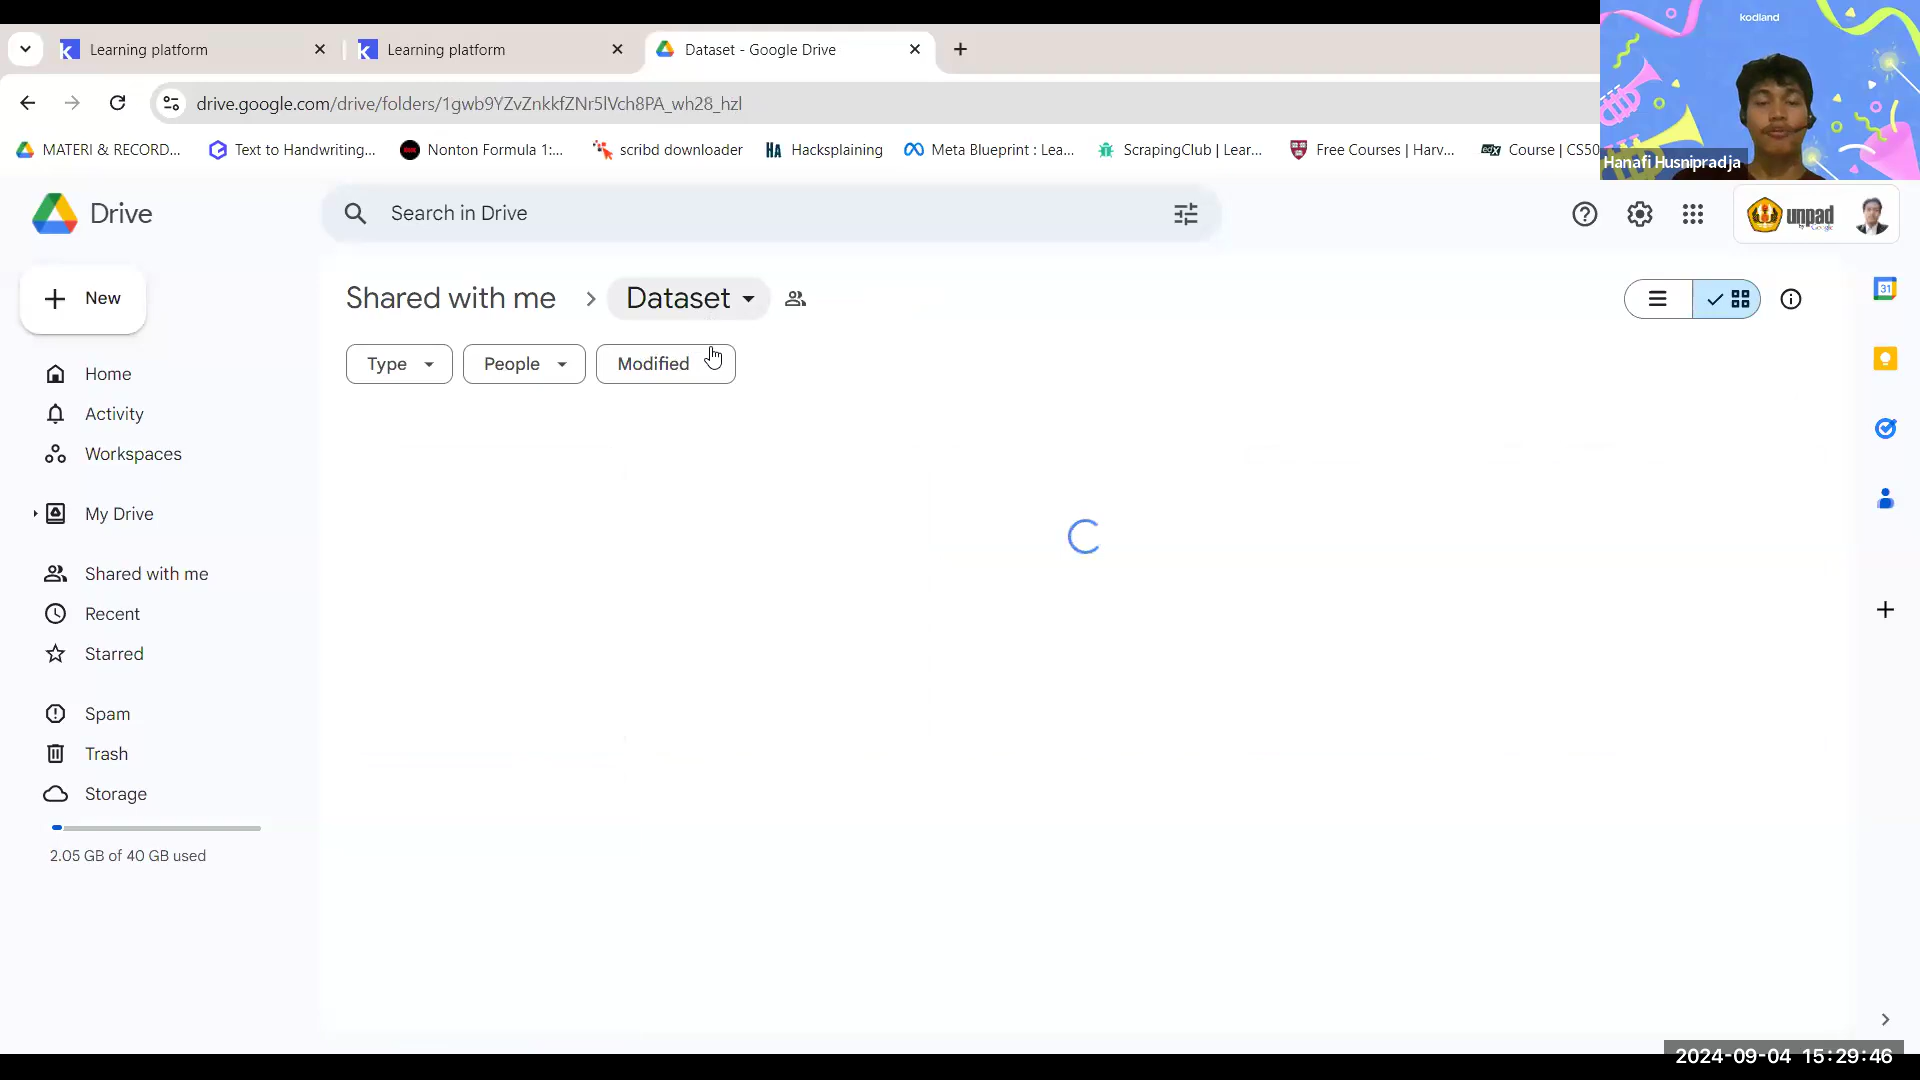 kodland
Learning platform
Learning platform
Dataset - Google Drive
drive.google.com/drive/folders/1gwb9YZvZnkkfZNr5lVch8PA_wh28_hzl
MATERI & RECORD...
Text to Handwriting...
Nonton Formula 1:...
scribd downloader
HA Hacksplaining
Meta Blueprint : Lea...
ScrapingClub | Lear...
Free Courses | Harv...
edX Course | CS50
Hanafi Husnipradja
Drive
Search in Drive
unpad
by Google
New
Shared with me
Dataset
31
Type
People
Modified
Home
Activity
Workspaces
My Drive
Shared with me
Recent
Starred
Spam
Trash
Storage
2.05 GB of 40 GB used
2024-09-04 15:29:46